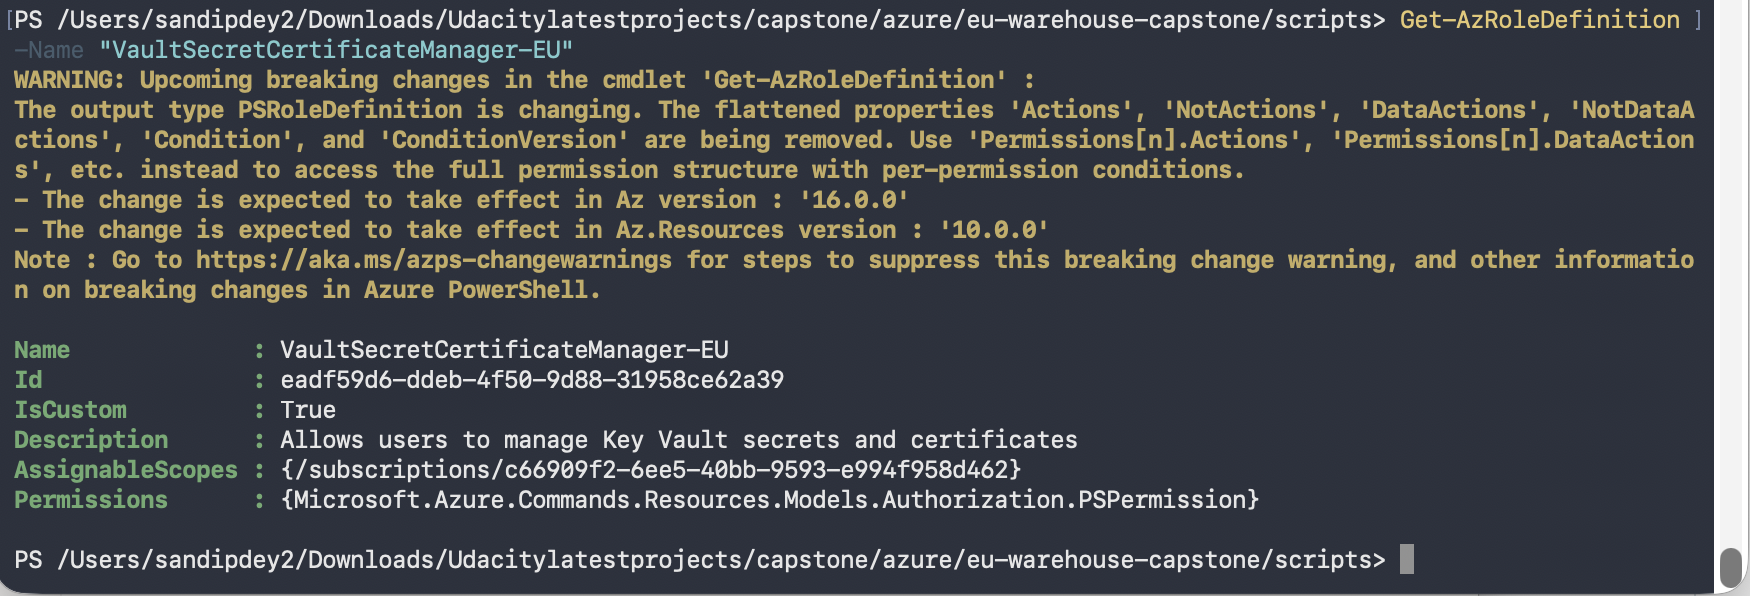 [PS /Users/sandipdey2/Downloads/Udacitylatestprojects/capstone/azure/eu-warehouse-capstone/scripts> Get-AzRoleDefinition ]
-Name "VaultSecretCertificateManager-EU"
WARNING: Upcoming breaking changes in the cmdlet 'Get-AzRoleDefinition' :
The output type PSRoleDefinition is changing. The flattened properties 'Actions', 'NotActions', 'DataActions', 'NotDataA
ctions', 'Condition', and 'ConditionVersion' are being removed. Use 'Permissions[n].Actions', 'Permissions[n].DataAction
s', etc. instead to access the full permission structure with per-permission conditions.
- The change is expected to take effect in Az version : '16.0.0'
- The change is expected to take effect in Az.Resources version : '10.0.0'
Note : Go to https://aka.ms/azps-changewarnings for steps to suppress this breaking change warning, and other informatio
n on breaking changes in Azure PowerShell.
Name             : VaultSecretCertificateManager-EU
Id               : eadf59d6-ddeb-4f50-9d88-31958ce62a39
IsCustom         : True
Description      : Allows users to manage Key Vault secrets and certificates
AssignableScopes : {/subscriptions/c66909f2-6ee5-40bb-9593-e994f958d462}
Permissions      : {Microsoft.Azure.Commands.Resources.Models.Authorization.PSPermission}
PS /Users/sandipdey2/Downloads/Udacitylatestprojects/capstone/azure/eu-warehouse-capstone/scripts>